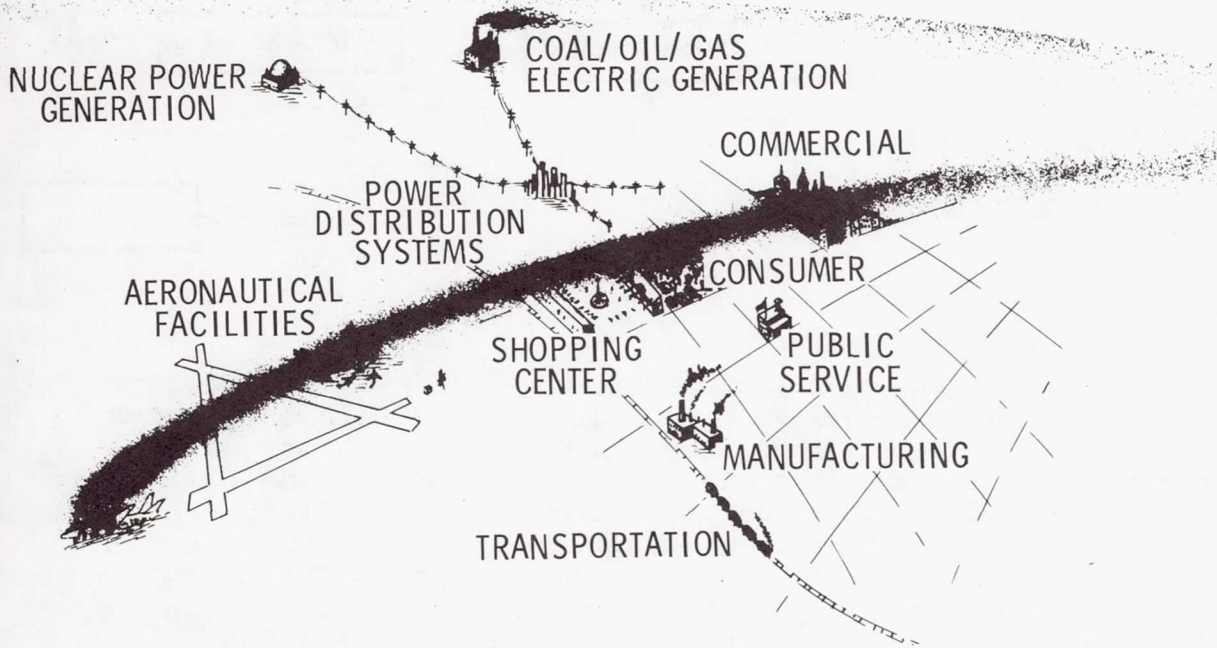 COAL/OIL/GAS
ELECTRIC GENERATION
NUCLEAR POWER
GENERATION
COMMERCIAL
POWER
DISTRIBUTION
SYSTEMS
CONSUMER
AERONAUTICAL
FACILITIES
SHOPPING
CENTER
PUBLIC
SERVICE
MANUFACTURING
TRANSPORTATION